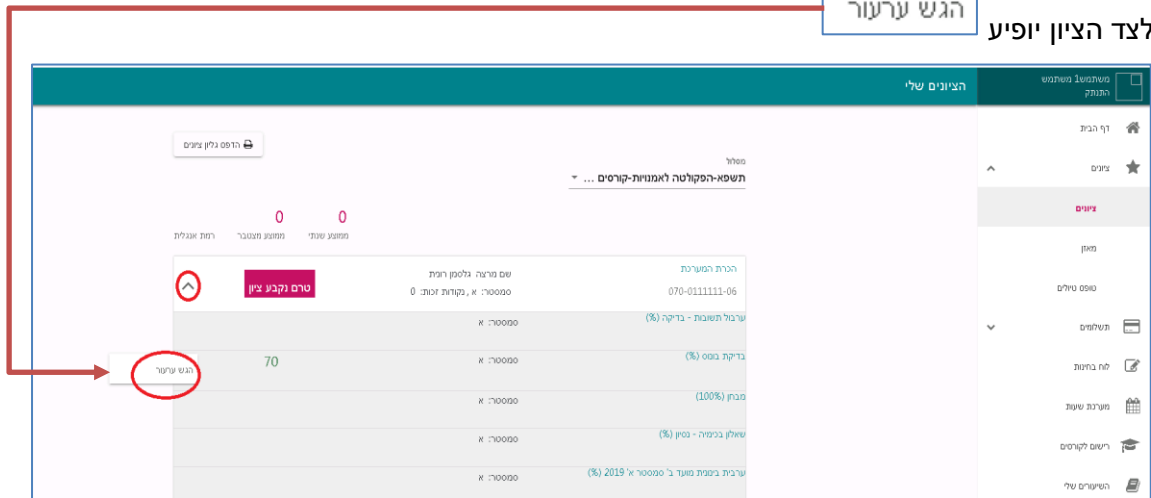 לצד הציון יופיע הגש ערעור
משתמש1 משתמש
התנתק
הציונים שלי
דף הבית
ציונים
ציונים
מאזן
טופס טיולים
תשלומים
לוח בחינות
מערכת שעות
רישום לקורסים
השיעורים שלי
הדפס גליון ציונים
מסלול
תשפא-הפקולטה לאמנויות-קורסים ...
0 0
ממוצע שנתי ממוצע מצטבר רמת אנגלית
הכרת המערכת שם מרצה גלסמן רונית טרם נקבע ציון
070-0111111-06 סמסטר: א , נקודות זכות: 0
ערבול תשובות - בדיקה (%) סמסטר: א
בדיקת בונוס (%) סמסטר: א 70 הגש ערעור
מבחן (100%) סמסטר: א
שאלון בכימיה - נסיון (%) סמסטר: א
ערבית בינונית מועד ב' סמסטר א' 2019 (%) סמסטר: א